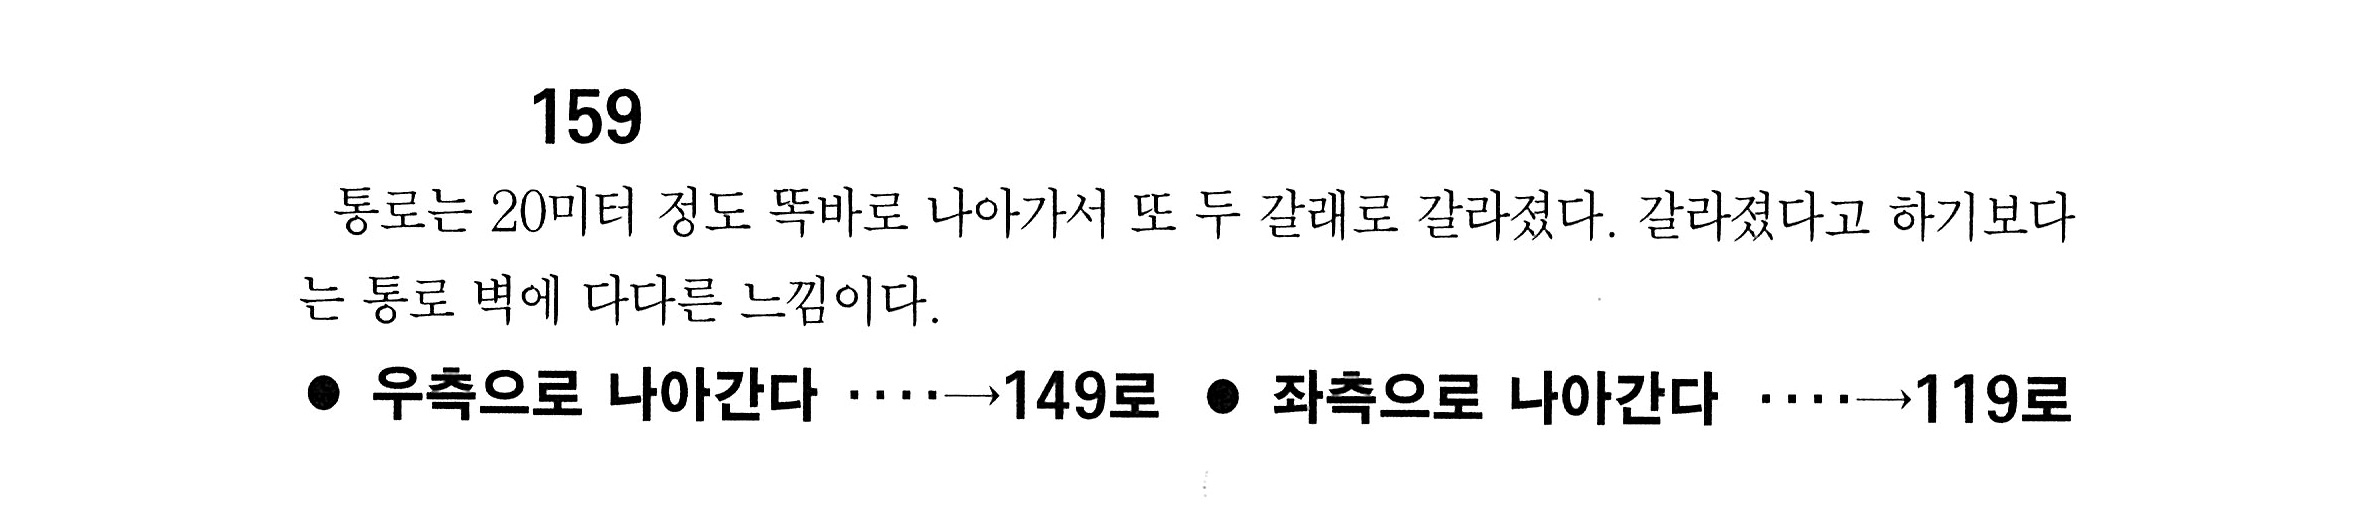 159
통로는 20미터 정도 똑바로 나아가서 또 두 갈래로 갈라졌다. 갈라졌다고 하기보다
는 통로 벽에 다다른 느낌이다.
● 우측으로 나아간다 ····→149로 ● 좌측으로 나아간다 ····→119로